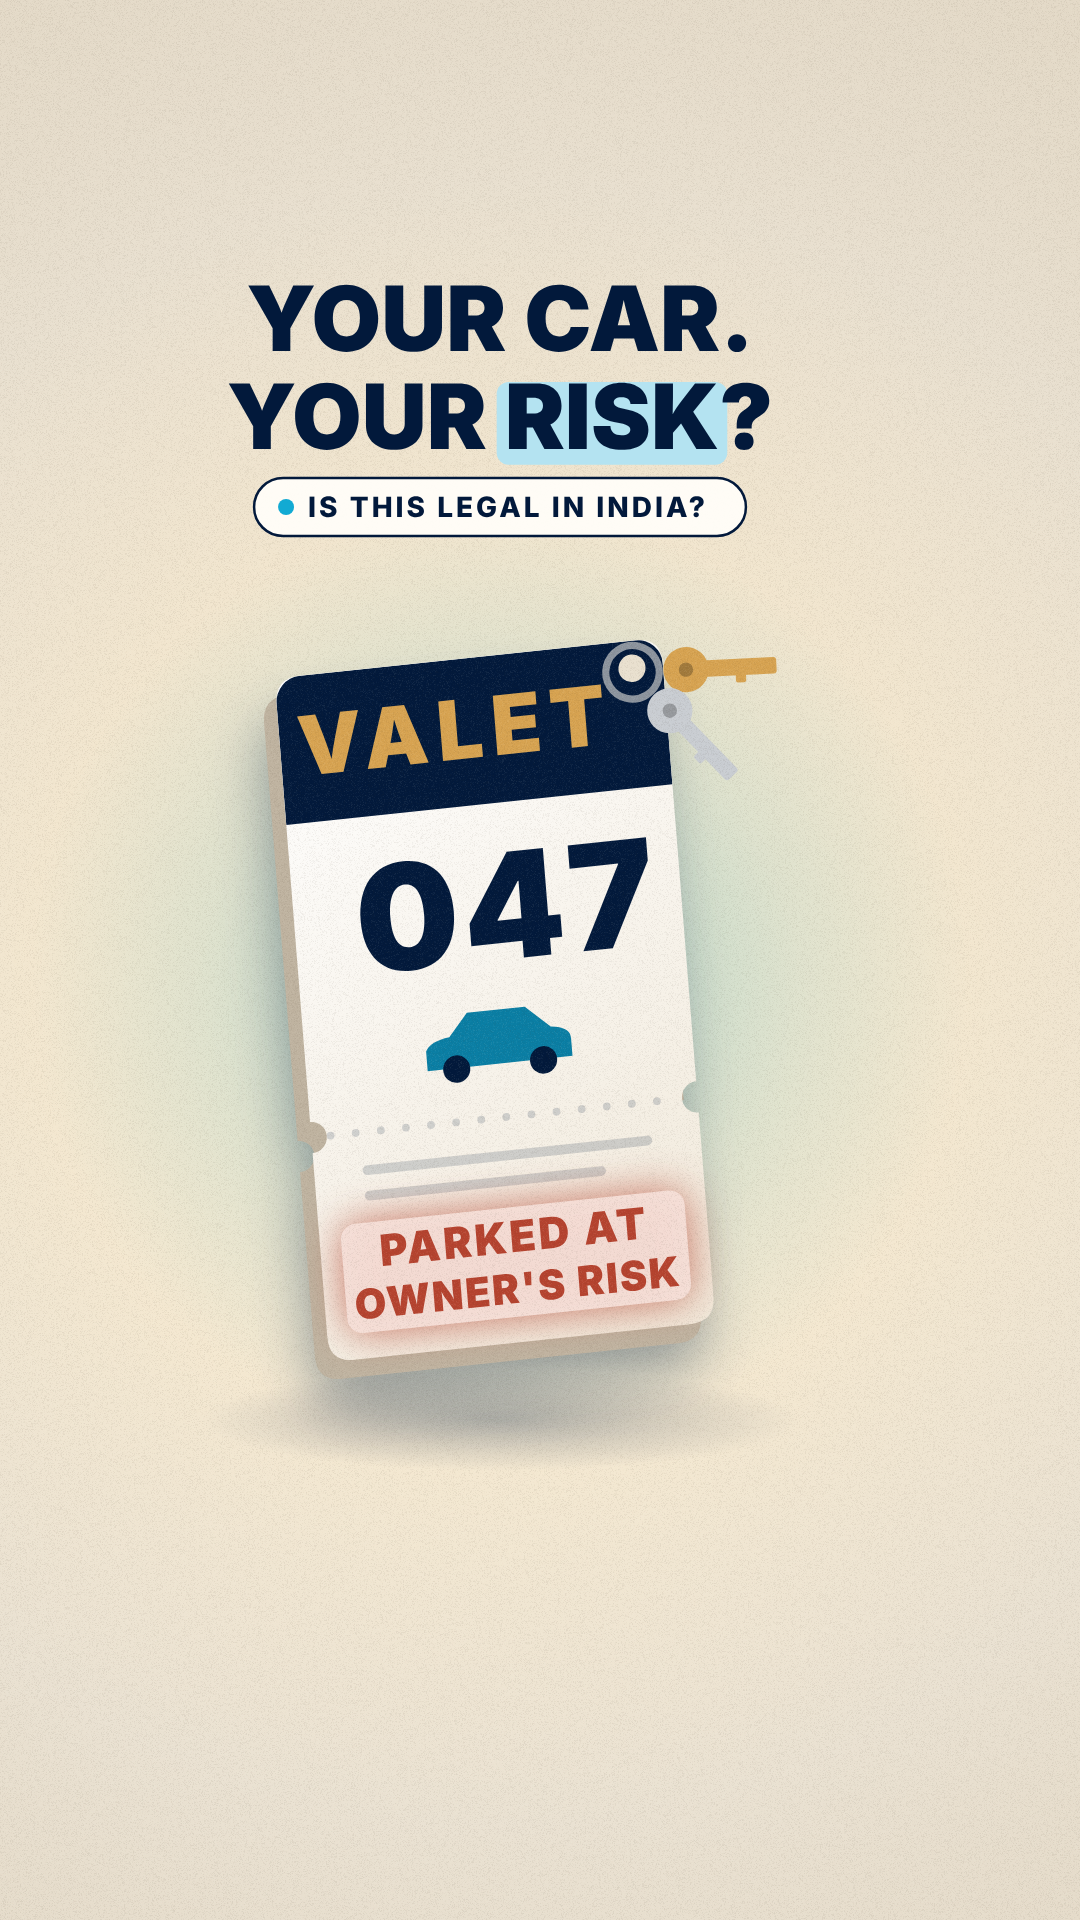 YOUR CAR.
YOUR RISK?
IS THIS LEGAL IN INDIA?
VALET
047
PARKED AT
OWNER'S RISK